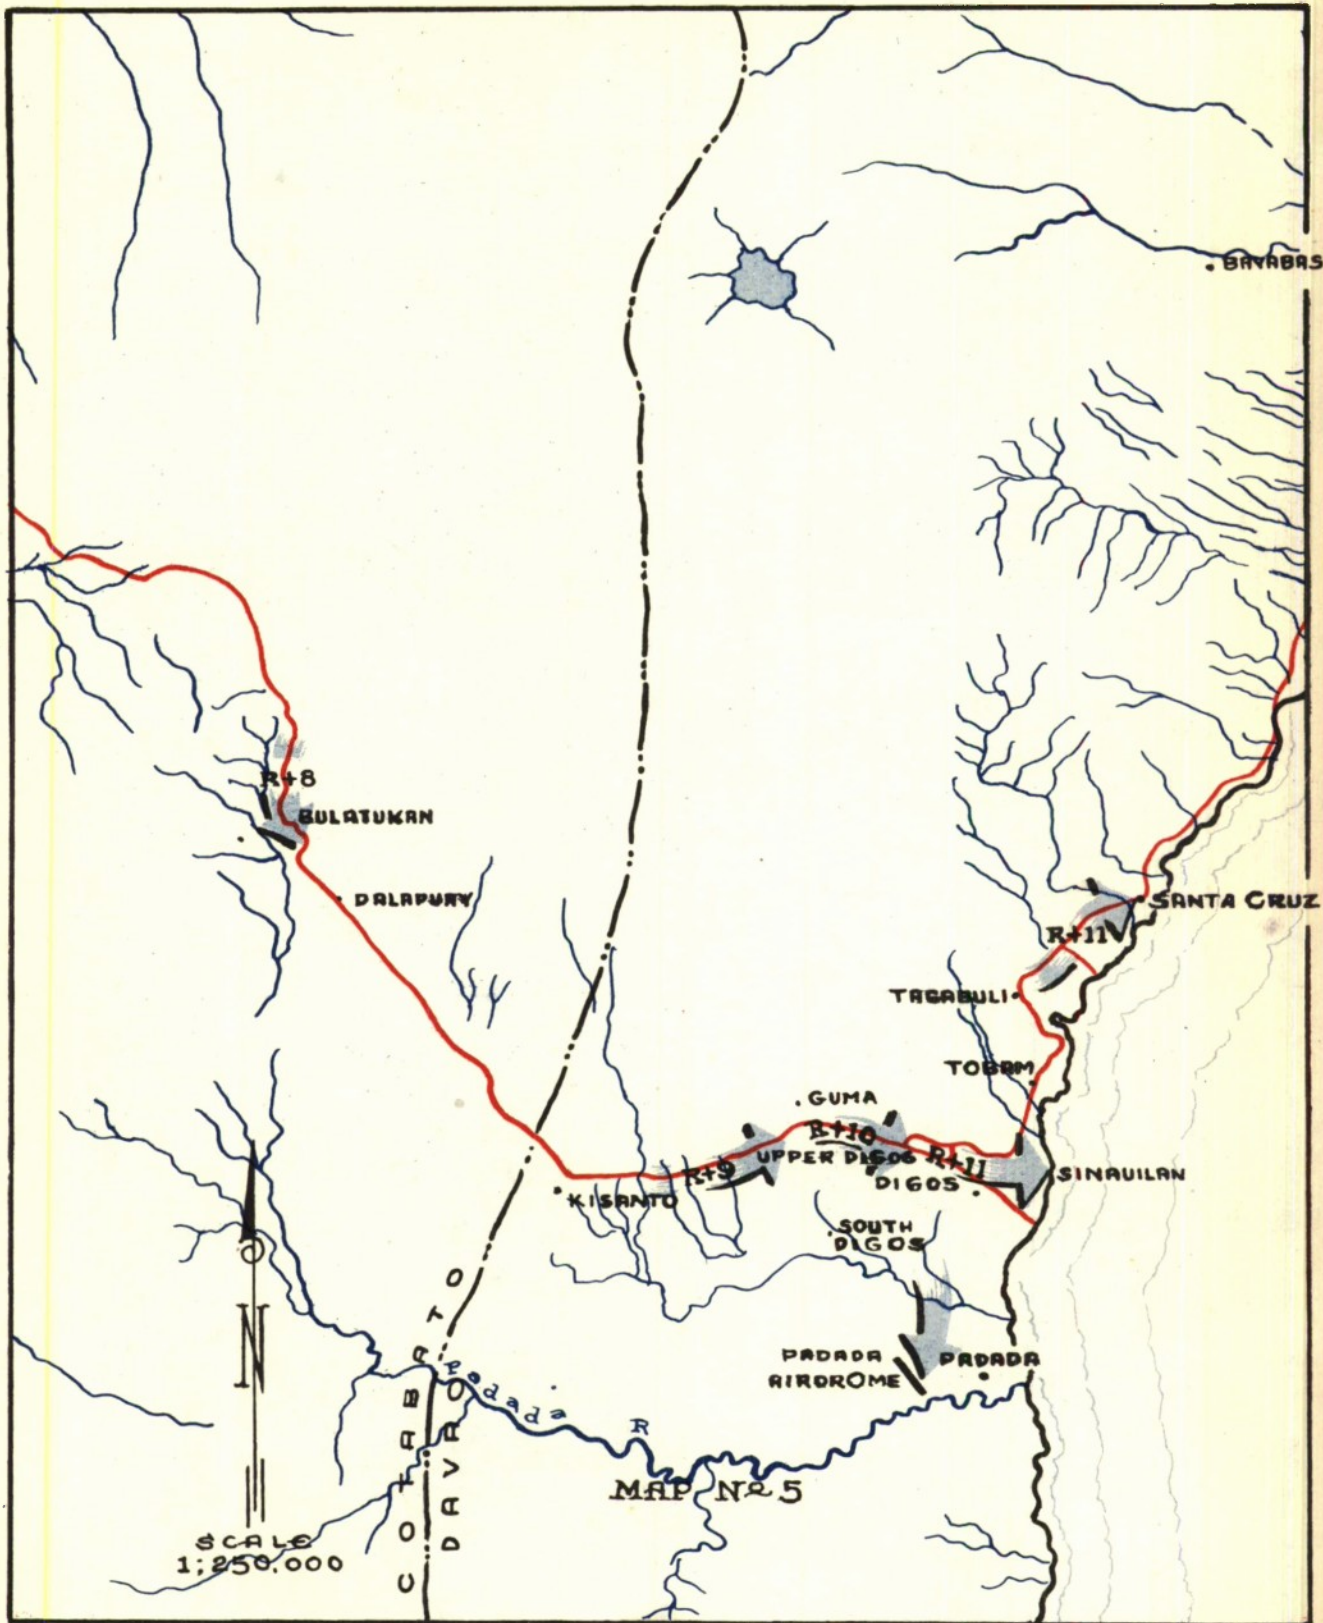 BAYABAS
R+8
BULATUKAN
DALAPUAY
SANTA CRUZ
R+11
TAGABULI
TOBAM
GUMA
R+10
R+9
UPPER DIGOS
R+11
DIGOS
SINAUILAN
KISANTO
SOUTH
DIGOS
PADADA
AIRDROME
PADADA
Padada R
COTABATO
DAVAO
N
MAP No 5
SCALE
1:250.000